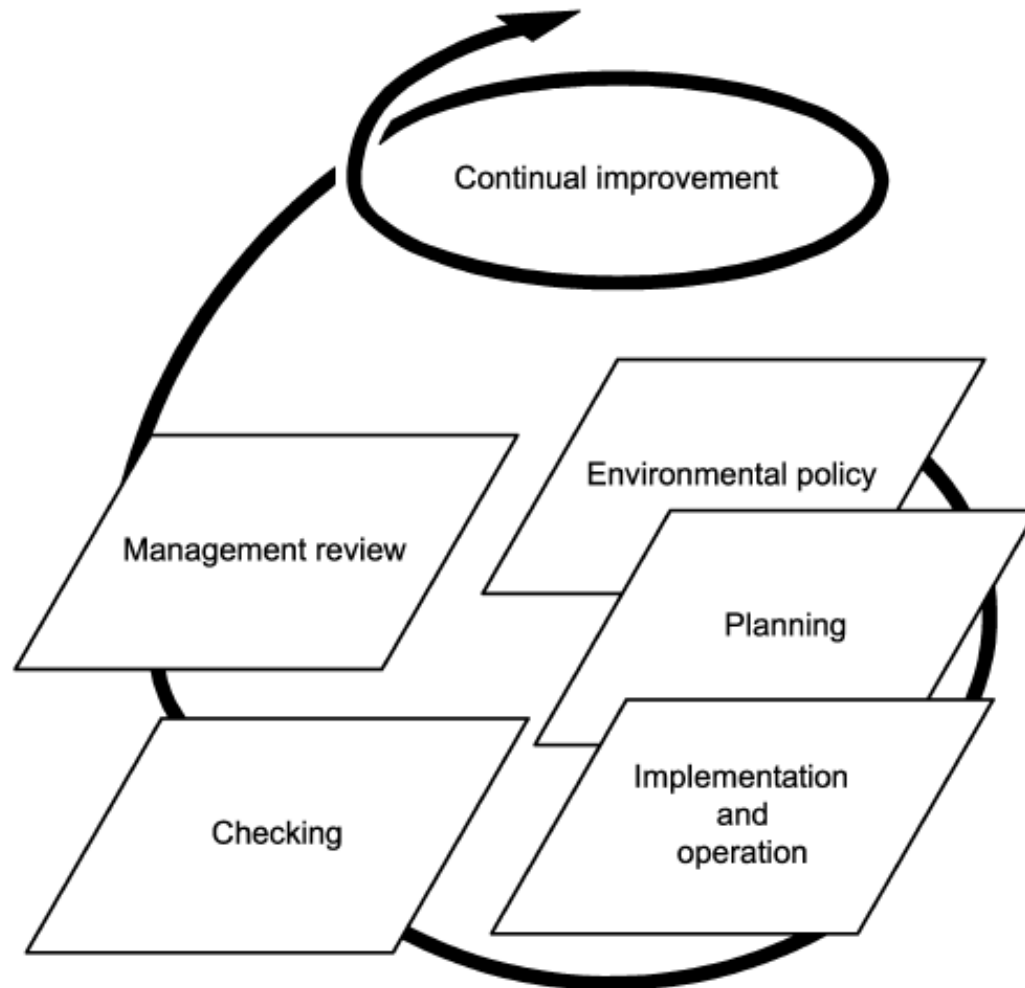 Continual improvement
Environmental policy
Management review
Planning
Implementation
and
operation
Checking